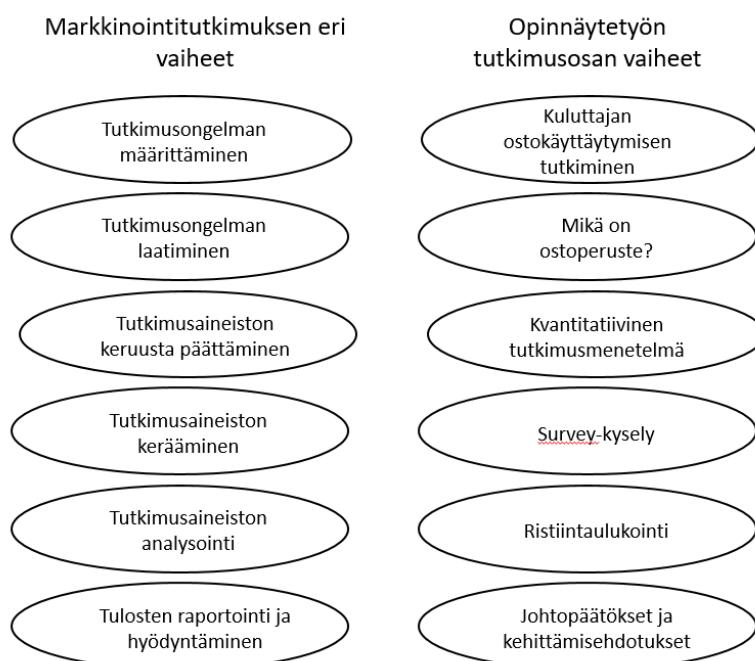 Markkinointitutkimuksen eri
vaiheet
Tutkimusongelman
määrittäminen
Tutkimusongelman
laatiminen
Tutkimusaineiston
keruusta päättäminen
Tutkimusaineiston
kerääminen
Tutkimusaineiston
analysointi
Tulosten raportointi ja
hyödyntäminen
Opinnäytetyön
tutkimusosan vaiheet
Kuluttajan
ostokäyttäytymisen
tutkiminen
Mikä on
ostoperuste?
Kvantitatiivinen
tutkimusmenetelmä
Survey-kysely
Ristiintaulukointi
Johtopäätökset ja
kehittämisehdotukset